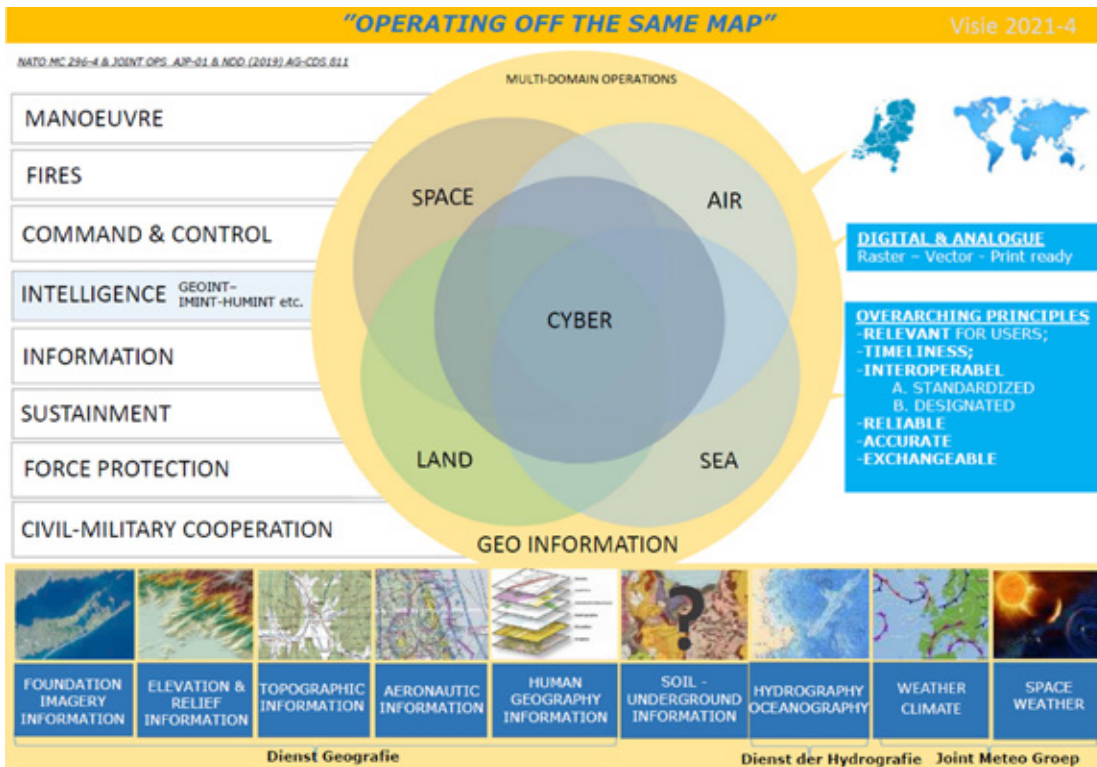 "OPERATING OFF THE SAME MAP"
Visie 2021-4
NATO MC 296-4 & JOINT OPS AJP-01 & NDD (2019) AG-CDS 811
MULTI-DOMAIN OPERATIONS
MANOEUVRE
FIRES
COMMAND & CONTROL
INTELLIGENCE GEOINT–
IMINT-HUMINT etc.
INFORMATION
SUSTAINMENT
FORCE PROTECTION
CIVIL-MILITARY COOPERATION
SPACE
AIR
CYBER
LAND
SEA
GEO INFORMATION
DIGITAL & ANALOGUE
Raster – Vector - Print ready
OVERARCHING PRINCIPLES
-RELEVANT FOR USERS;
-TIMELINESS;
-INTEROPERABEL
A. STANDARDIZED
B. DESIGNATED
-RELIABLE
-ACCURATE
-EXCHANGEABLE
?
FOUNDATION
IMAGERY
INFORMATION
ELEVATION &
RELIEF
INFORMATION
TOPOGRAPHIC
INFORMATION
AERONAUTIC
INFORMATION
HUMAN
GEOGRAPHY
INFORMATION
SOIL -
UNDERGROUND
INFORMATION
HYDROGRAPHY
OCEANOGRAPHY
WEATHER
CLIMATE
SPACE
WEATHER
Dienst Geografie
Dienst der Hydrografie
Joint Meteo Groep